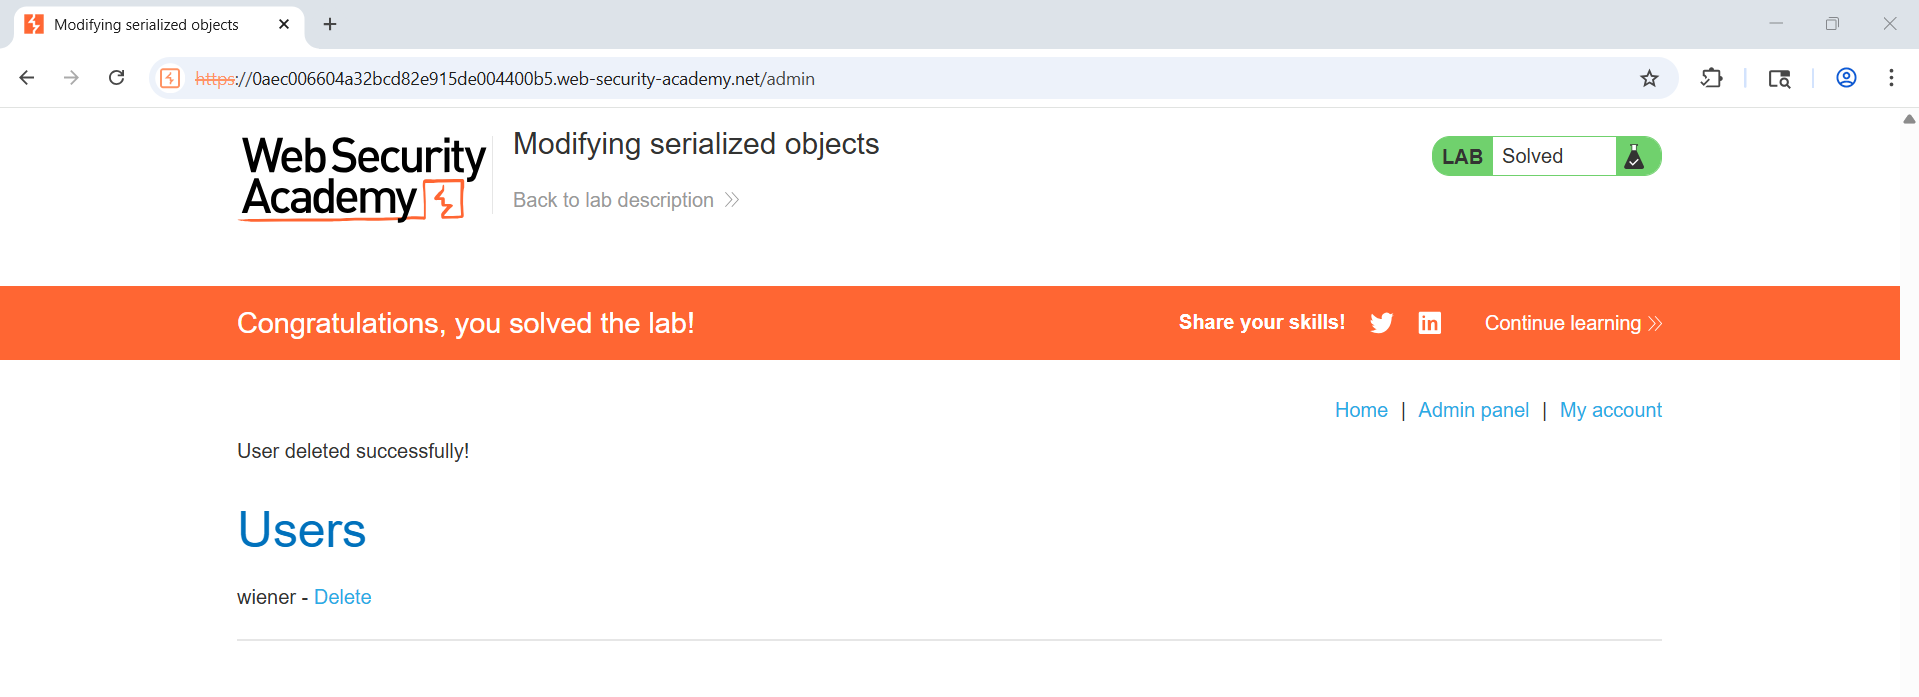 Modifying serialized objects
https://0aec006604a32bcd82e915de004400b5.web-security-academy.net/admin
Web Security
Academy
Modifying serialized objects
Back to lab description
LAB Solved
Congratulations, you solved the lab!
Share your skills!
Continue learning
Home | Admin panel | My account
User deleted successfully!
Users
wiener - Delete